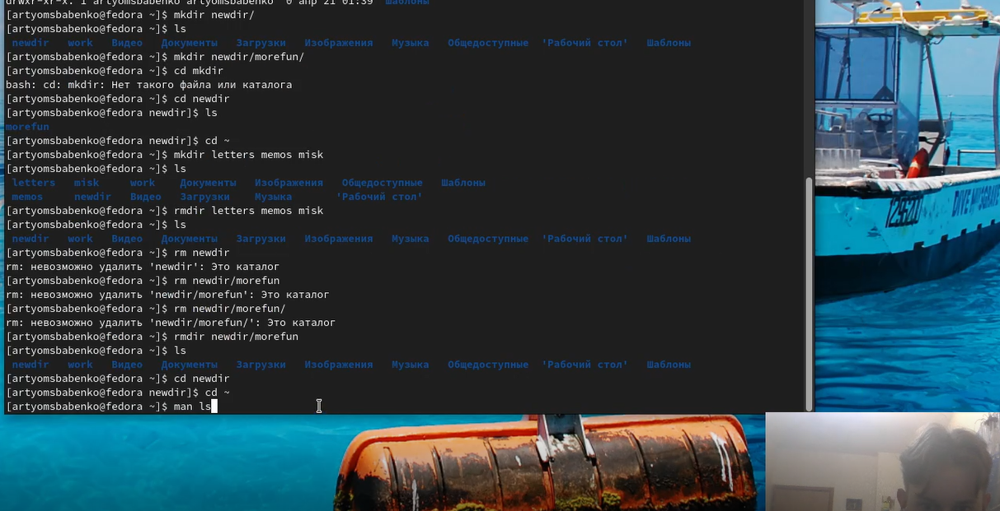 drwxr-xr-x. 1 artyomsbabenko artyomsbabenko 0 апр 21 01:39 Шаблоны
[artyomsbabenko@fedora ~]$ mkdir newdir/
[artyomsbabenko@fedora ~]$ ls
newdir work Видео Документы Загрузки Изображения Музыка Общедоступные 'Рабочий стол' Шаблоны
[artyomsbabenko@fedora ~]$ mkdir newdir/morefun/
[artyomsbabenko@fedora ~]$ cd mkdir
bash: cd: mkdir: Нет такого файла или каталога
[artyomsbabenko@fedora ~]$ cd newdir
[artyomsbabenko@fedora newdir]$ ls
morefun
[artyomsbabenko@fedora newdir]$ cd ~
[artyomsbabenko@fedora ~]$ mkdir letters memos misk
[artyomsbabenko@fedora ~]$ ls
letters misk work Документы Изображения Общедоступные Шаблоны
memos newdir Видео Загрузки Музыка 'Рабочий стол'
[artyomsbabenko@fedora ~]$ rmdir letters memos misk
[artyomsbabenko@fedora ~]$ ls
newdir work Видео Документы Загрузки Изображения Музыка Общедоступные 'Рабочий стол' Шаблоны
[artyomsbabenko@fedora ~]$ rm newdir
rm: невозможно удалить 'newdir': Это каталог
[artyomsbabenko@fedora ~]$ rm newdir/morefun
rm: невозможно удалить 'newdir/morefun': Это каталог
[artyomsbabenko@fedora ~]$ rm newdir/morefun/
rm: невозможно удалить 'newdir/morefun/': Это каталог
[artyomsbabenko@fedora ~]$ rmdir newdir/morefun
[artyomsbabenko@fedora ~]$ ls
newdir work Видео Документы Загрузки Изображения Музыка Общедоступные 'Рабочий стол' Шаблоны
[artyomsbabenko@fedora ~]$ cd newdir
[artyomsbabenko@fedora newdir]$ cd ~
[artyomsbabenko@fedora ~]$ man ls
DIVE